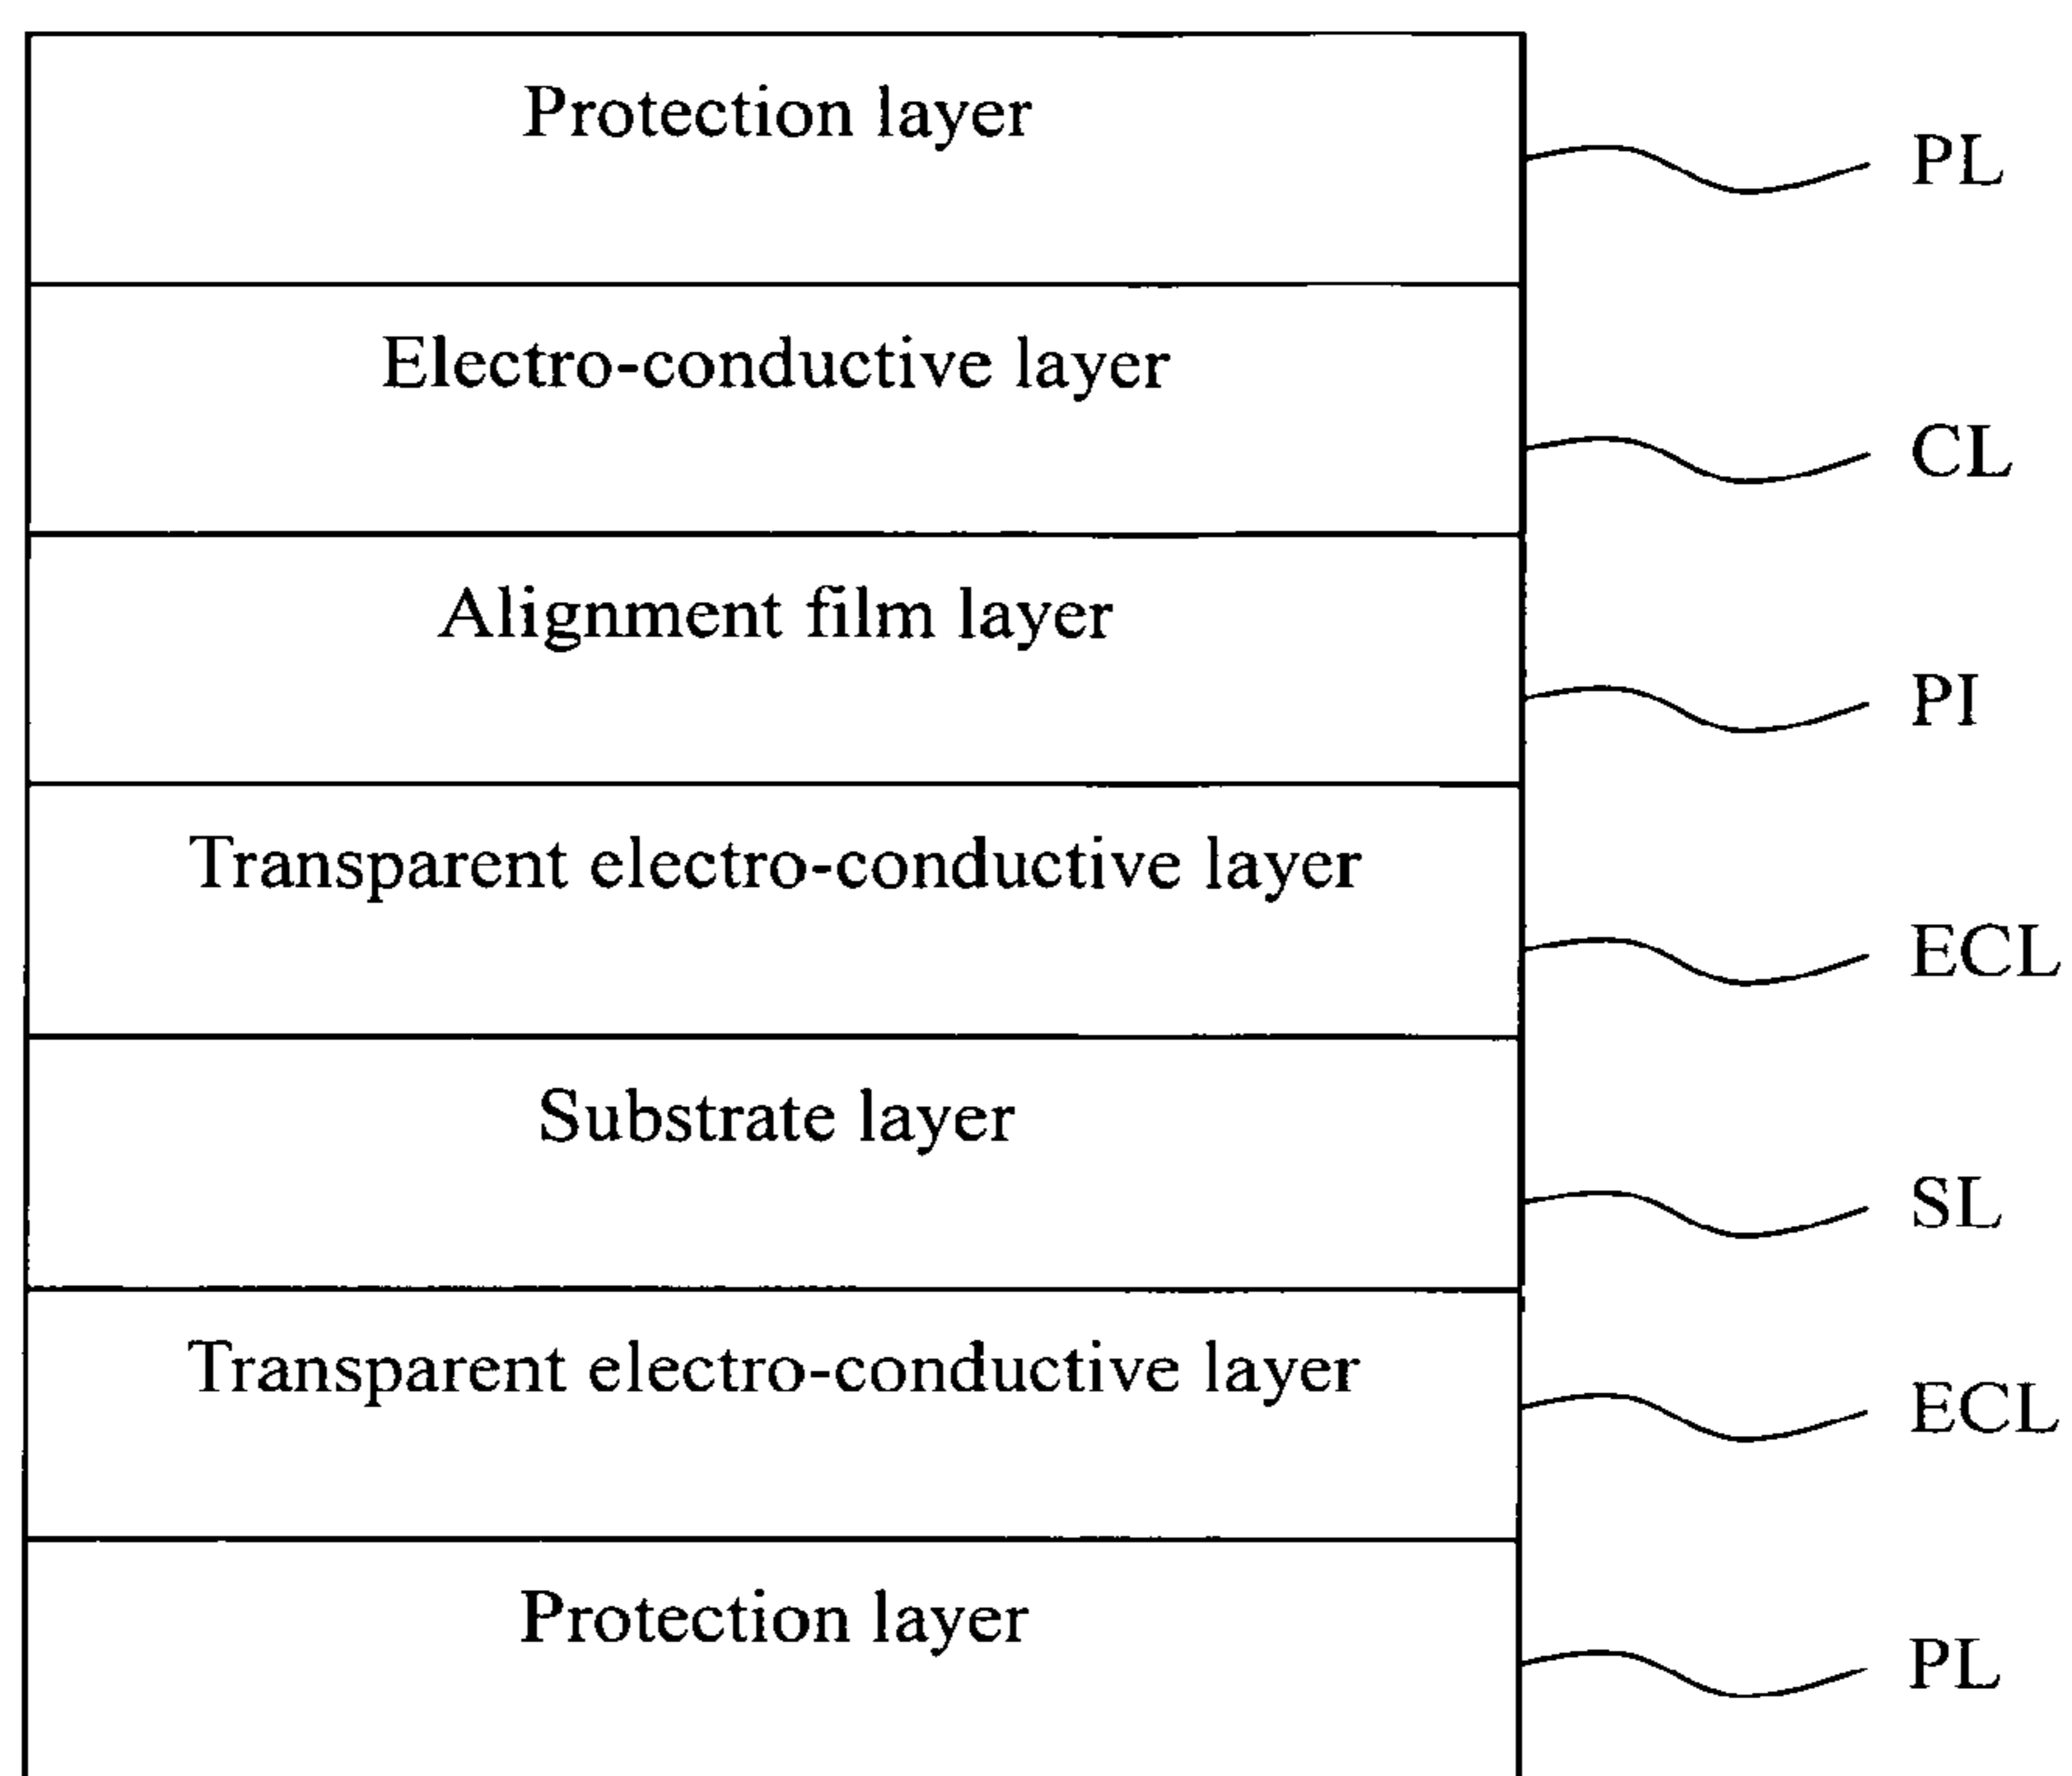 Protection layer
PL
Electro-conductive layer
CL
Alignment film layer
PI
Transparent electro-conductive layer
ECL
Substrate layer
SL
Transparent electro-conductive layer
ECL
Protection layer
PL